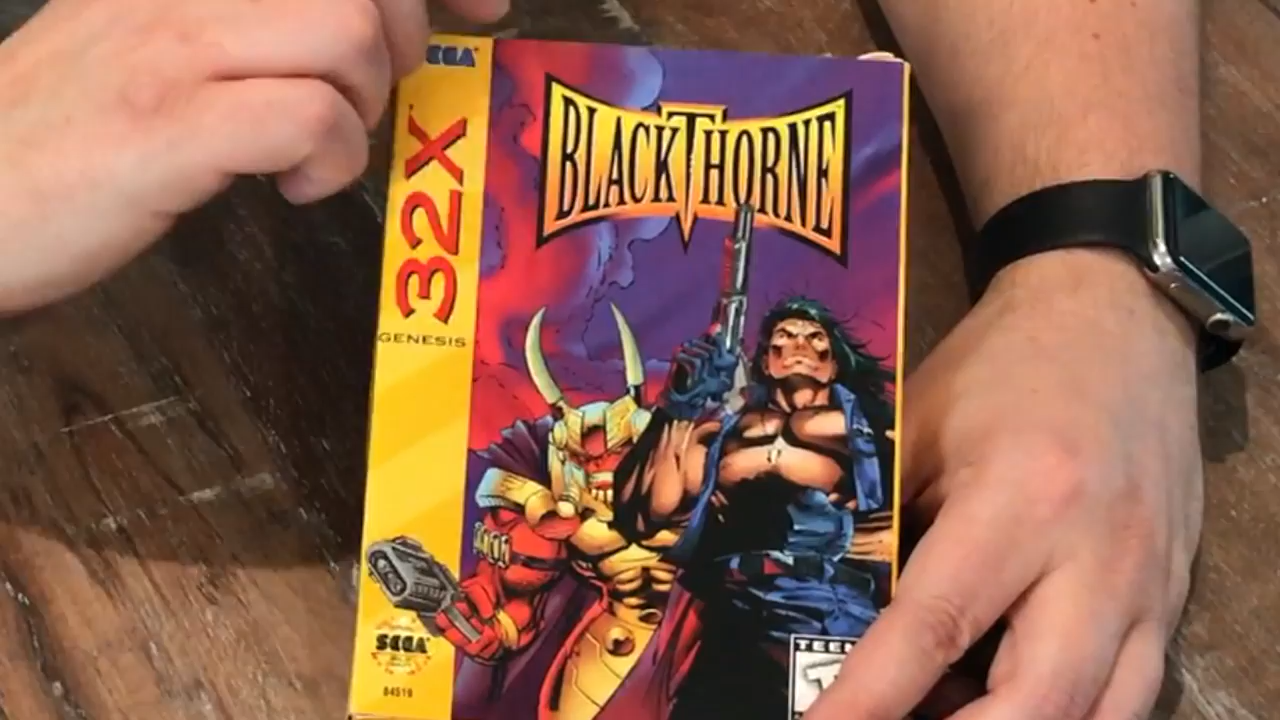 SEGA
32X
GENESIS
BLACKTHORNE
SEGA
84519
TEEN
T